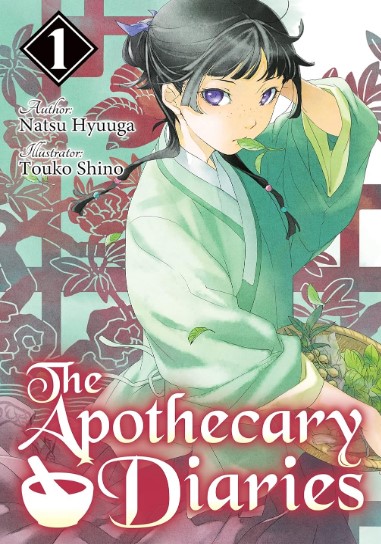 1
Author:
Natsu Hyuuga
Illustrator:
Touko Shino
The
Apothecary
Diaries